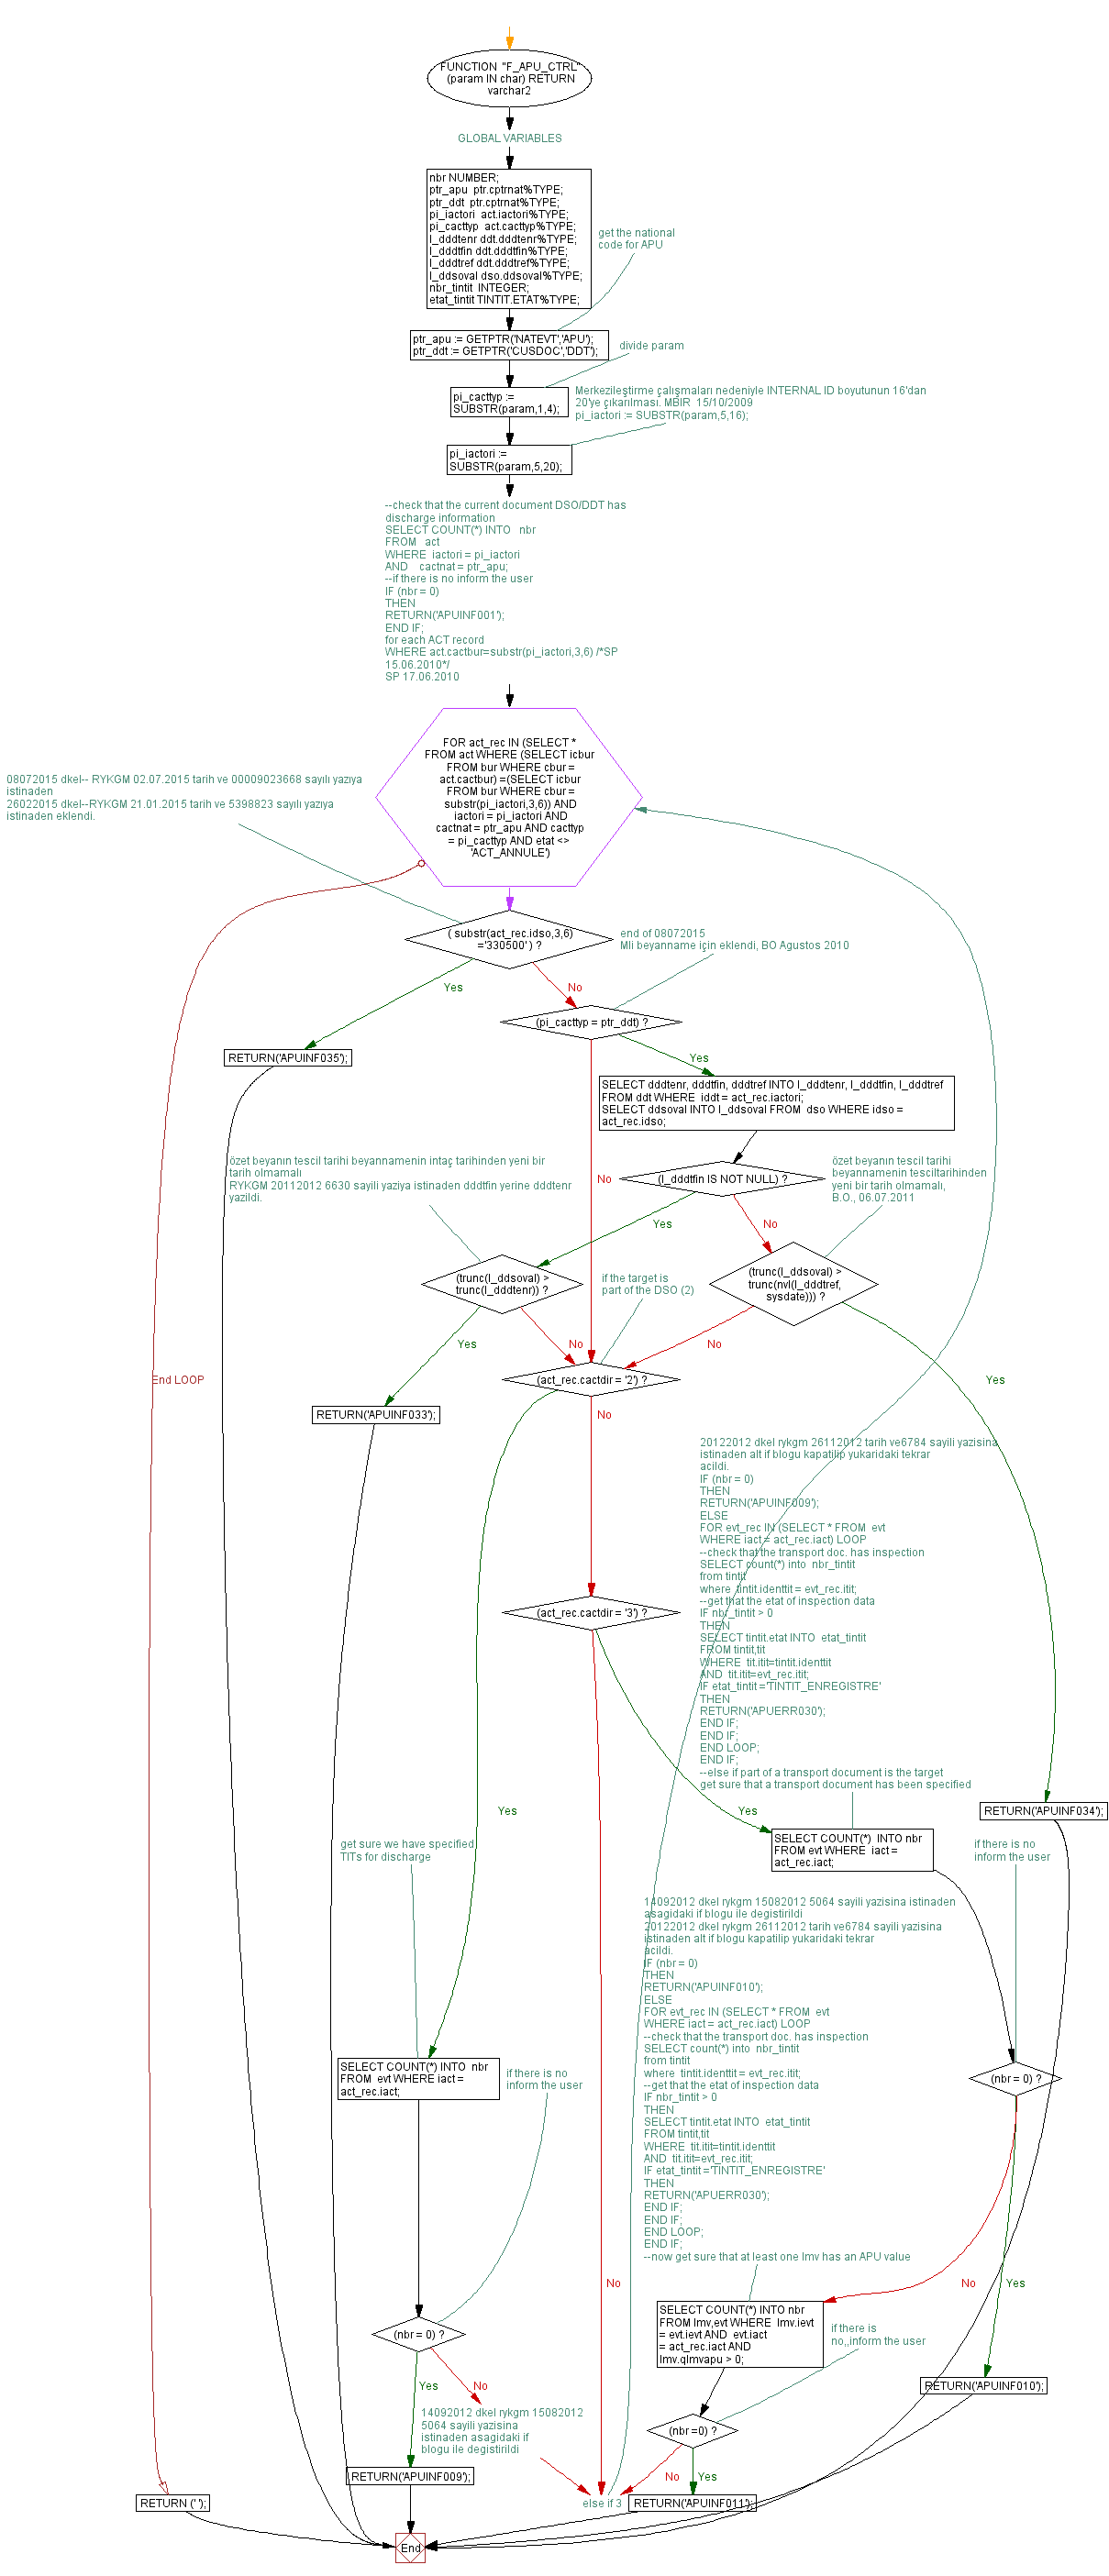 FUNCTION "F_APU_CTRL"
(param IN char) RETURN
varchar2
GLOBAL VARIABLES
nbr NUMBER;
ptr_apu  ptr.cptrnat%TYPE;
ptr_ddt  ptr.cptrnat%TYPE;
pi_iactori  act.iactori%TYPE;
pi_cacttyp  act.cacttyp%TYPE;
l_dddtenr ddt.dddtenr%TYPE;
l_dddtfin ddt.dddtfin%TYPE;
l_dddtref ddt.dddtref%TYPE;
l_ddsoval dso.ddsoval%TYPE;
nbr_tintit  INTEGER;
etat_tintit TINTIT.ETAT%TYPE;
get the national
code for APU
ptr_apu := GETPTR('NATEVT','APU');
ptr_ddt := GETPTR('CUSDOC','DDT');
divide param
pi_cacttyp :=
SUBSTR(param,1,4);
Merkezileştirme çalışmaları nedeniyle INTERNAL ID boyutunun 16'dan
20'ye çıkarılması. MBIR  15/10/2009
pi_iactori := SUBSTR(param,5,16);
pi_iactori :=
SUBSTR(param,5,20);
--check that the current document DSO/DDT has
discharge information
SELECT COUNT(*) INTO   nbr
FROM   act
WHERE  iactori = pi_iactori
AND    cactnat = ptr_apu;
--if there is no inform the user
IF (nbr = 0)
THEN
RETURN('APUINF001');
END IF;
for each ACT record
WHERE act.cactbur=substr(pi_iactori,3,6) /*SP
15.06.2010*/
SP 17.06.2010
FOR act_rec IN (SELECT *
FROM act WHERE (SELECT icbur
FROM bur WHERE cbur =
act.cactbur) =(SELECT icbur
FROM bur WHERE cbur =
substr(pi_iactori,3,6)) AND
iactori = pi_iactori AND
cactnat = ptr_apu AND cacttyp
= pi_cacttyp AND etat <>
'ACT_ANNULE')
08072015 dkel-- RYKGM 02.07.2015 tarih ve 00009023668 sayılı yazıya
istinaden
26022015 dkel--RYKGM 21.01.2015 tarih ve 5398823 sayılı yazıya
istinaden eklendi.
( substr(act_rec.idso,3,6)
='330500' ) ?
end of 08072015
Mli beyanname için eklendi, BO Agustos 2010
Yes
No
(pi_cacttyp = ptr_ddt) ?
RETURN('APUINF035');
Yes
SELECT dddtenr, dddtfin, dddtref INTO l_dddtenr, l_dddtfin, l_dddtref
FROM ddt WHERE  iddt = act_rec.iactori;
SELECT ddsoval INTO l_ddsoval FROM  dso WHERE idso =
act_rec.idso;
özet beyanın tescil tarihi beyannamenin intaç tarihinden yeni bir
tarih olmamalı
RYKGM 20112012 6630 sayili yaziya istinaden dddtfin yerine dddtenr
yazildi.
No
(l_dddtfin IS NOT NULL) ?
özet beyanın tescil tarihi
beyannamenin tesciltarihinden
yeni bir tarih olmamalı,
B.O., 06.07.2011
Yes
No
(trunc(l_ddsoval) >
trunc(l_dddtenr)) ?
if the target is
part of the DSO (2)
(trunc(l_ddsoval) >
trunc(nvl(l_dddtref,
sysdate))) ?
Yes
No
No
End LOOP
(act_rec.cactdir = '2') ?
Yes
RETURN('APUINF033');
No
20122012 dkel rykgm 26112012 tarih ve6784 sayili yazisina
istinaden alt if blogu kapatilip yukaridaki tekrar
acildi.
IF (nbr = 0)
THEN
RETURN('APUINF009');
ELSE
FOR evt_rec IN (SELECT * FROM  evt
WHERE iact = act_rec.iact) LOOP
--check that the transport doc. has inspection
SELECT count(*) into  nbr_tintit
from tintit
where  tintit.identtit = evt_rec.itit;
--get that the etat of inspection data
IF nbr_tintit > 0
THEN
SELECT tintit.etat INTO  etat_tintit
FROM tintit,tit
WHERE  tit.itit=tintit.identtit
AND  tit.itit=evt_rec.itit;
IF etat_tintit ='TINTIT_ENREGISTRE'
THEN
RETURN('APUERR030');
END IF;
END IF;
END LOOP;
END IF;
--else if part of a transport document is the target
get sure that a transport document has been specified
(act_rec.cactdir = '3') ?
Yes
Yes
RETURN('APUINF034');
get sure we have specified
TITs for discharge
SELECT COUNT(*)  INTO nbr
FROM evt WHERE  iact =
act_rec.iact;
if there is no
inform the user
14092012 dkel rykgm 15082012 5064 sayili yazisina istinaden
asagidaki if blogu ile degistirildi
20122012 dkel rykgm 26112012 tarih ve6784 sayili yazisina
istinaden alt if blogu kapatilip yukaridaki tekrar
acildi.
IF (nbr = 0)
THEN
RETURN('APUINF010');
ELSE
FOR evt_rec IN (SELECT * FROM  evt
WHERE iact = act_rec.iact) LOOP
--check that the transport doc. has inspection
SELECT count(*) into  nbr_tintit
from tintit
where  tintit.identtit = evt_rec.itit;
--get that the etat of inspection data
IF nbr_tintit > 0
THEN
SELECT tintit.etat INTO  etat_tintit
FROM tintit,tit
WHERE  tit.itit=tintit.identtit
AND  tit.itit=evt_rec.itit;
IF etat_tintit ='TINTIT_ENREGISTRE'
THEN
RETURN('APUERR030');
END IF;
END IF;
END LOOP;
END IF;
--now get sure that at least one lmv has an APU value
SELECT COUNT(*) INTO  nbr
FROM  evt WHERE iact =
act_rec.iact;
if there is no
inform the user
(nbr = 0) ?
No
No
Yes
SELECT COUNT(*) INTO nbr
FROM lmv,evt WHERE  lmv.ievt
= evt.ievt AND  evt.iact
= act_rec.iact AND
lmv.qlmvapu > 0;
if there is
no,,inform the user
(nbr = 0) ?
Yes
No
RETURN('APUINF010');
14092012 dkel rykgm 15082012
5064 sayili yazisina
istinaden asagidaki if
blogu ile degistirildi
(nbr =0) ?
RETURN('APUINF009');
No
Yes
RETURN (' ');
else if 3
RETURN('APUINF011');
End